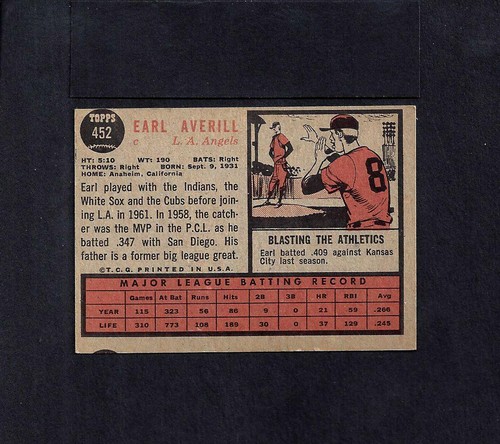 TOPPS
452
EARL AVERILL
c L. A. Angels
HT: 5:10 WT: 190 BATS: Right
THROWS: Right BORN: Sept. 9, 1931
HOME: Anaheim, California
Earl played with the Indians, the
White Sox and the Cubs before join-
ing L.A. in 1961. In 1958, the catch-
er was the MVP in the P.C.L. as he
batted .347 with San Diego. His
father is a former big league great.
©T.C.G. PRINTED IN U.S.A.
8
BLASTING THE ATHLETICS
Earl batted .409 against Kansas
City last season.
MAJOR LEAGUE BATTING RECORD
Games At Bat Runs Hits 2B 3B HR RBI Avg
YEAR 115 323 56 86 9 0 21 59 .266
LIFE 310 773 108 189 30 0 37 129 .245